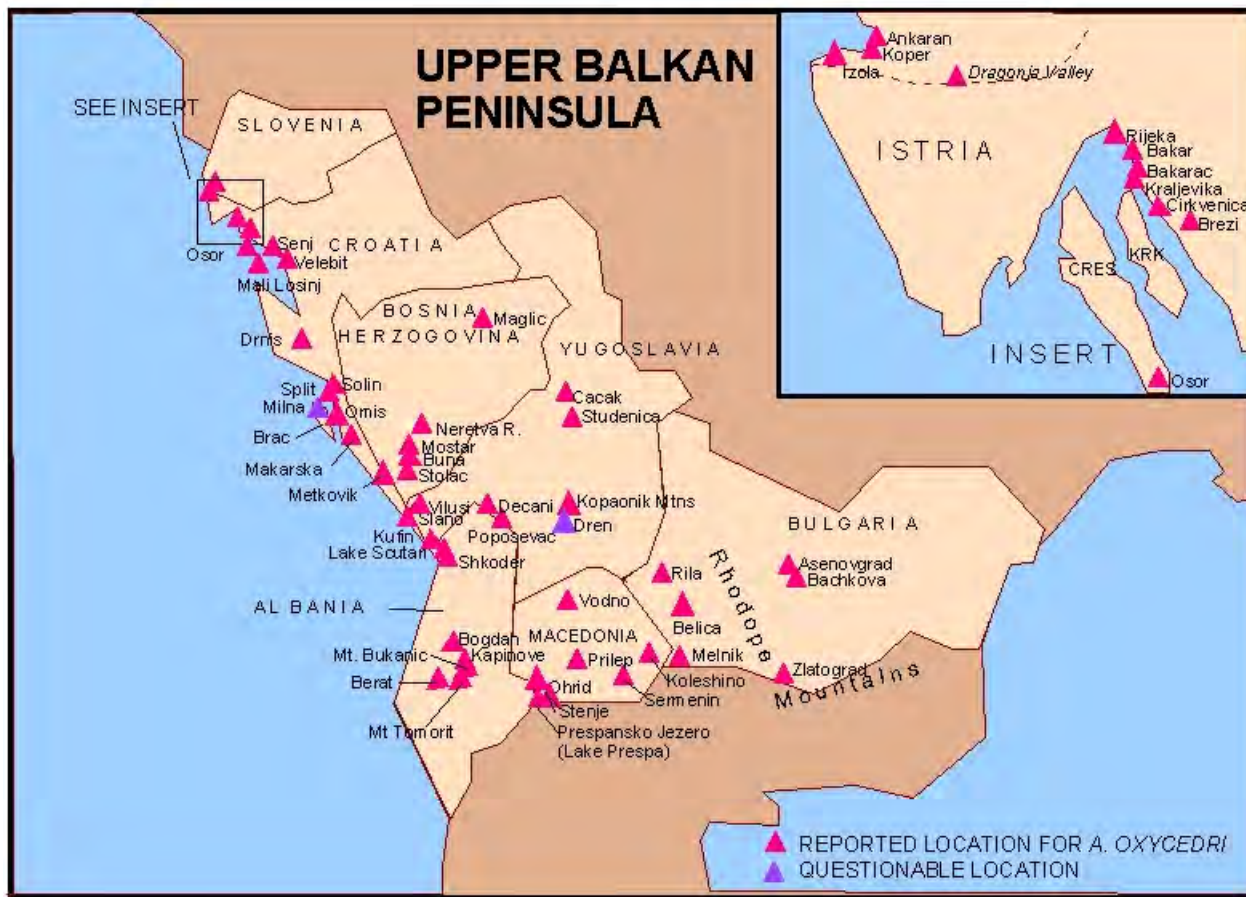 UPPER BALKAN
PENINSULA
SEE INSERT
SLOVENIA
CROATIA
Osor
Senj
Velebit
Mali Losinj
BOSNIA
HERZOGOVINA
Maglic
Drnis
YUGOSLAVIA
Split
Solin
Milna
Omis
Brac
Makarska
Metkovik
Cacak
Studenica
Neretva R.
Mostar
Buna
Stolac
Vilusi
Slano
Decani
Poposevac
Kopaonik Mtns
Dren
Kufin
Lake Scutari
Shkoder
BULGARIA
Asenovgrad
Bachkova
Rila
Belica
Rhodope
Mountains
ALBANIA
Vodno
MACEDONIA
Bogdah
Mt. Bukanic
Kapinove
Berat
Mt Tomorit
Prilep
Melnik
Koleshino
Sermenin
Zlatograd
Ohrid
Stenje
Prespansko Jezero
(Lake Prespa)
Ankaran
Koper
Izola
Dragonja Valley
ISTRIA
Rijeka
Bakar
Bakarac
Kraljevika
Cirkvenica
Brezi
CRES
KRK
INSERT
Osor
REPORTED LOCATION FOR A. OXYCEDRI
QUESTIONABLE LOCATION